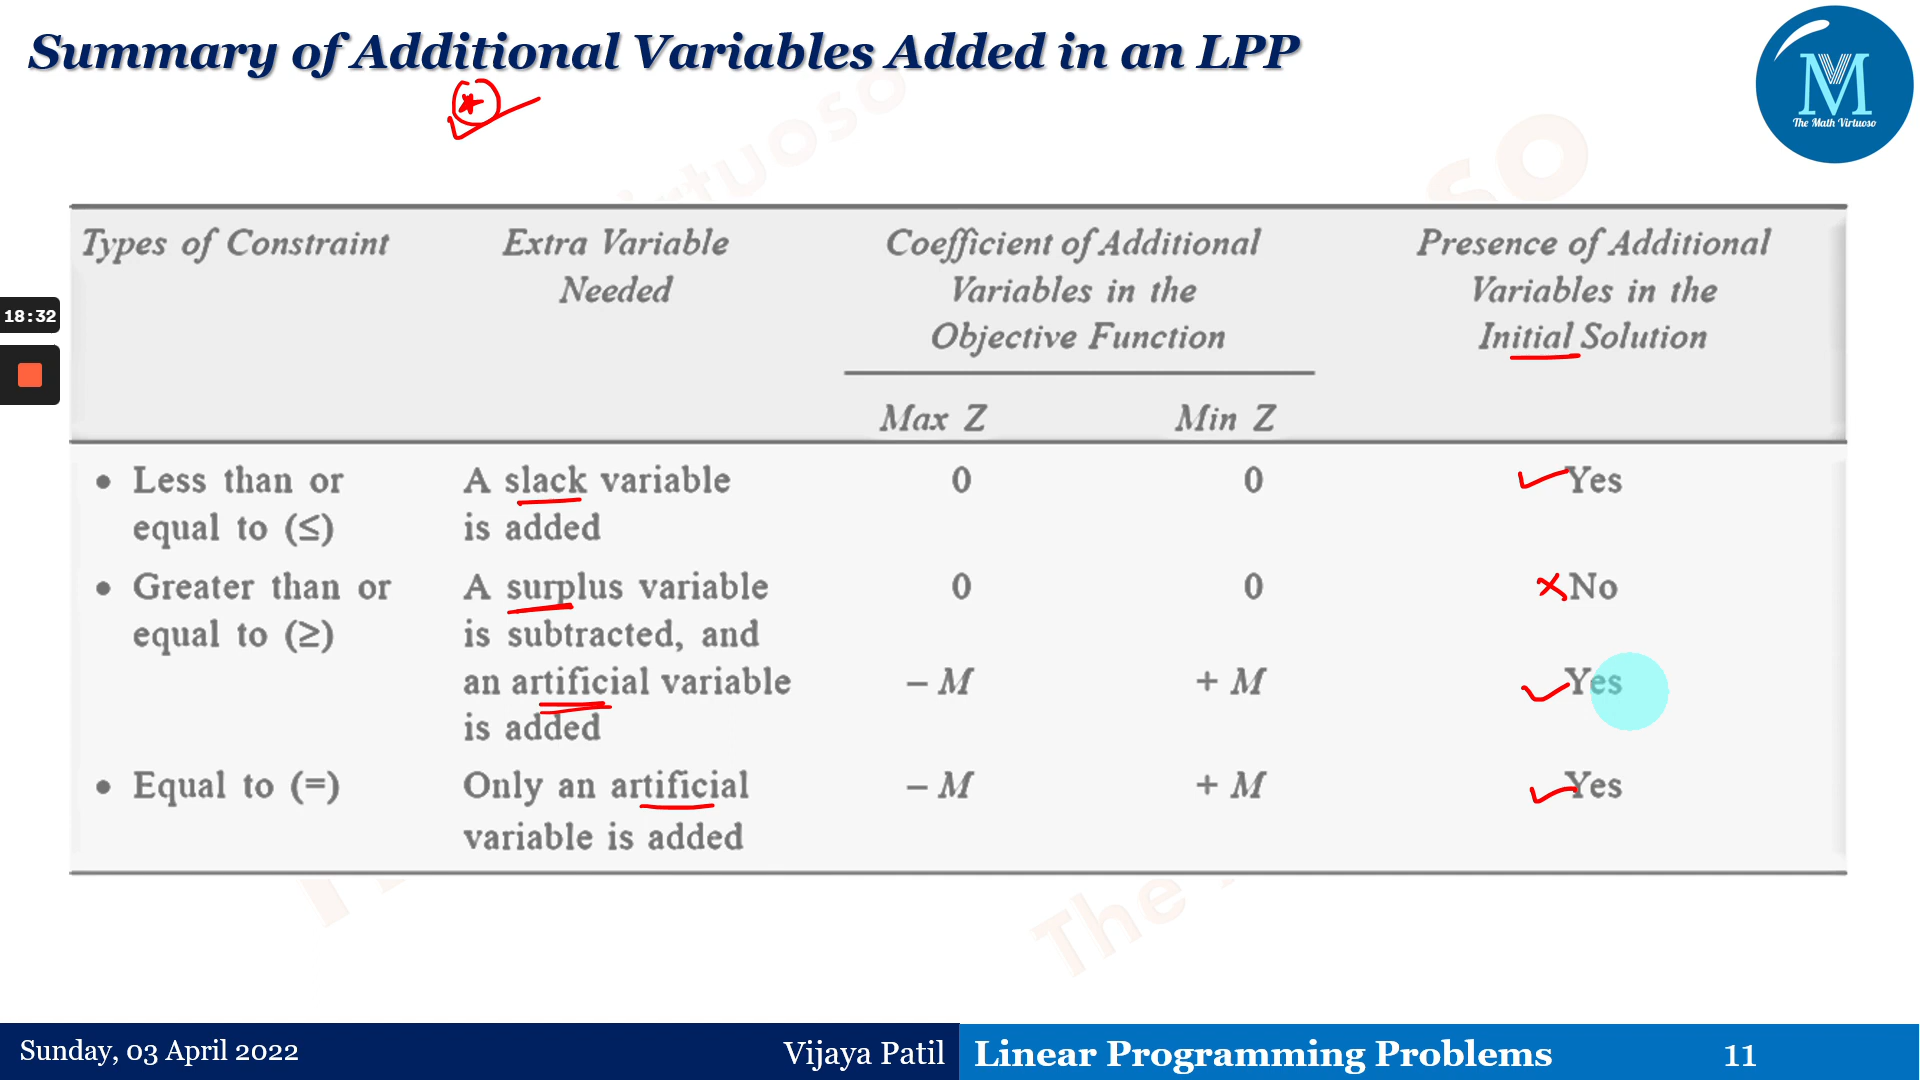 Summary of Additional Variables Added in an LPP
M
The Math Virtuoso
virtuoso
so
18:32
Types of Constraint
Extra Variable
Needed
Coefficient of Additional
Variables in the
Objective Function
Max Z Min Z
Presence of Additional
Variables in the
Initial Solution
• Less than or A slack variable 0 0 Yes
equal to (≤) is added
• Greater than or A surplus variable 0 0 No
equal to (≥) is subtracted, and
an artificial variable – M + M Yes
is added
• Equal to (=) Only an artificial – M + M Yes
variable is added
The
Sunday, 03 April 2022 Vijaya Patil Linear Programming Problems 11